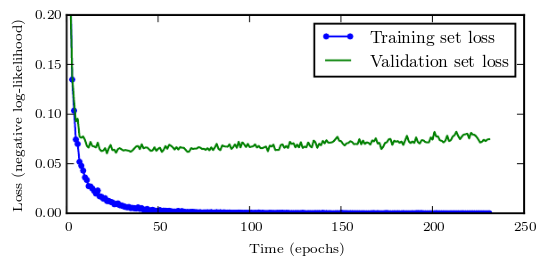 0.20
0.15
0.10
0.05
0.00
Loss (negative log-likelihood)
Training set loss
Validation set loss
0 50 100 150 200 250
Time (epochs)